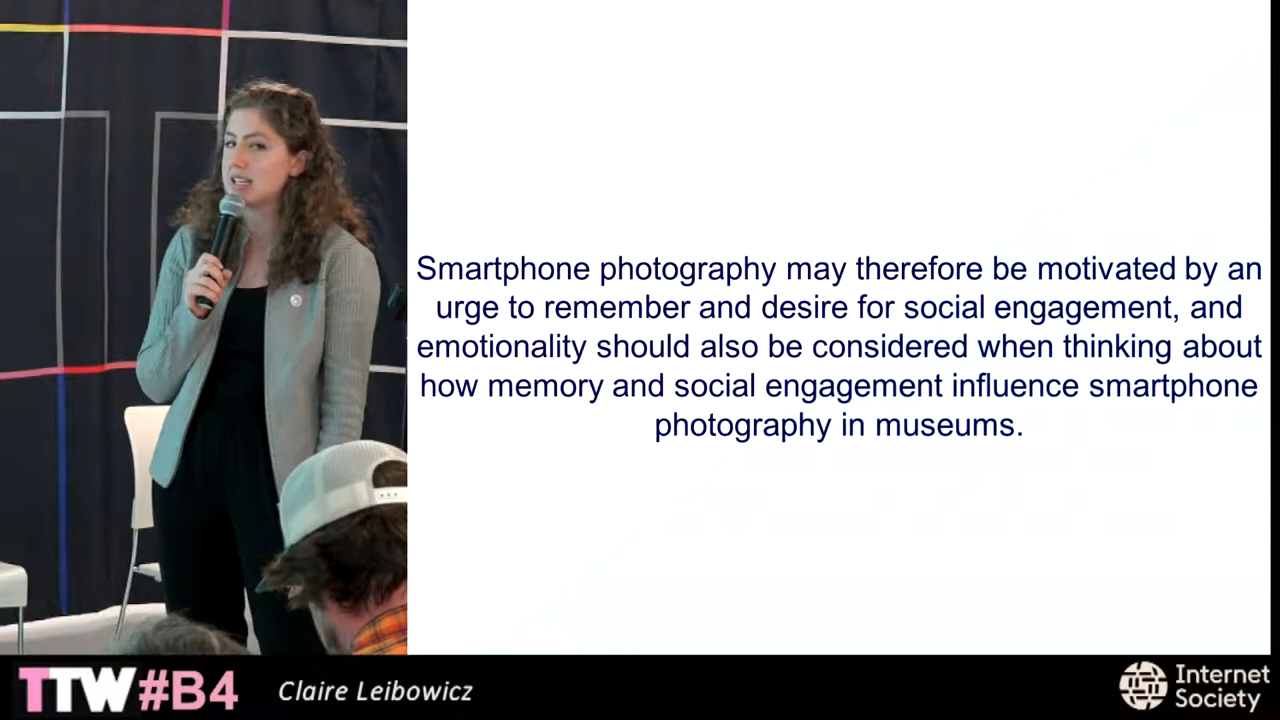 Smartphone photography may therefore be motivated by an
urge to remember and desire for social engagement, and
emotionality should also be considered when thinking about
how memory and social engagement influence smartphone
photography in museums.
TTW#B4
Claire Leibowicz
Internet
Society